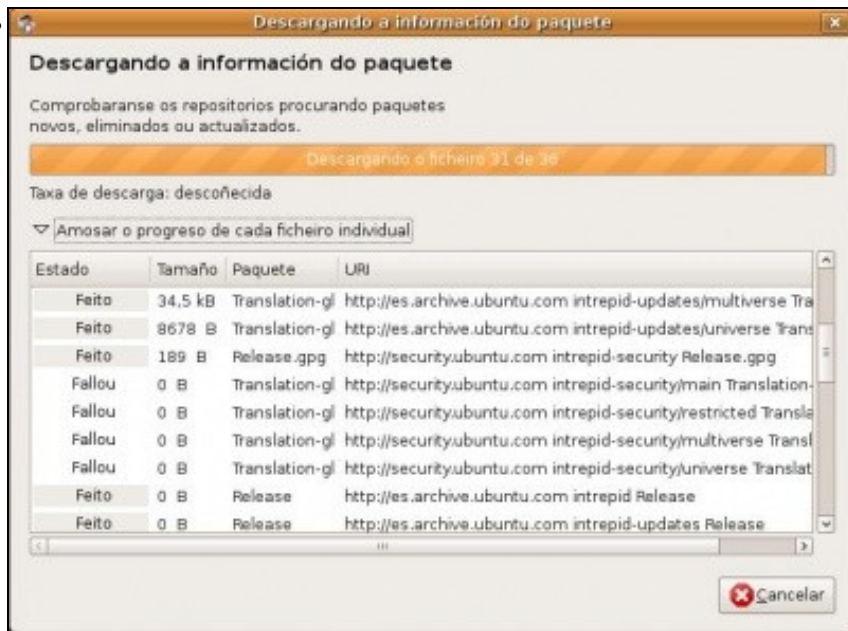 Descargando a información do paquete
Descargando a información do paquete
Comprobaranse os repositorios procurando paquetes
novos, eliminados ou actualizados.
Descargando o ficheiro 31 de 36
Taxa de descarga: descoñecida
Amosar o progreso de cada ficheiro individual
Estado Tamaño Paquete URI
Feito 34,5 kB Translation-gl http://es.archive.ubuntu.com intrepid-updates/multiverse Tra
Feito 8678 B Translation-gl http://es.archive.ubuntu.com intrepid-updates/universe Trans
Feito 189 B Release.gpg http://security.ubuntu.com intrepid-security Release.gpg
Fallou 0 B Translation-gl http://security.ubuntu.com intrepid-security/main Translation-
Fallou 0 B Translation-gl http://security.ubuntu.com intrepid-security/restricted Transla
Fallou 0 B Translation-gl http://security.ubuntu.com intrepid-security/multiverse Transl
Fallou 0 B Translation-gl http://security.ubuntu.com intrepid-security/universe Translat
Feito 0 B Release http://es.archive.ubuntu.com intrepid Release
Feito 0 B Release http://es.archive.ubuntu.com intrepid-updates Release
Cancelar